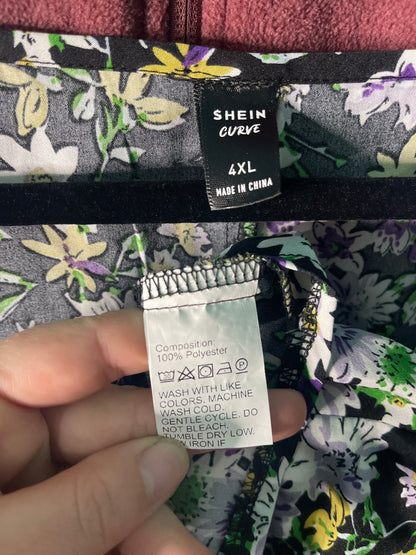 SHEIN
CURVE
4XL
MADE IN CHINA
Composition:
100% Polyester
WASH WITH LIKE
COLORS, MACHINE
WASH COLD.
GENTLE CYCLE. DO
NOT BLEACH.
TUMBLE DRY LOW.
IRON IF